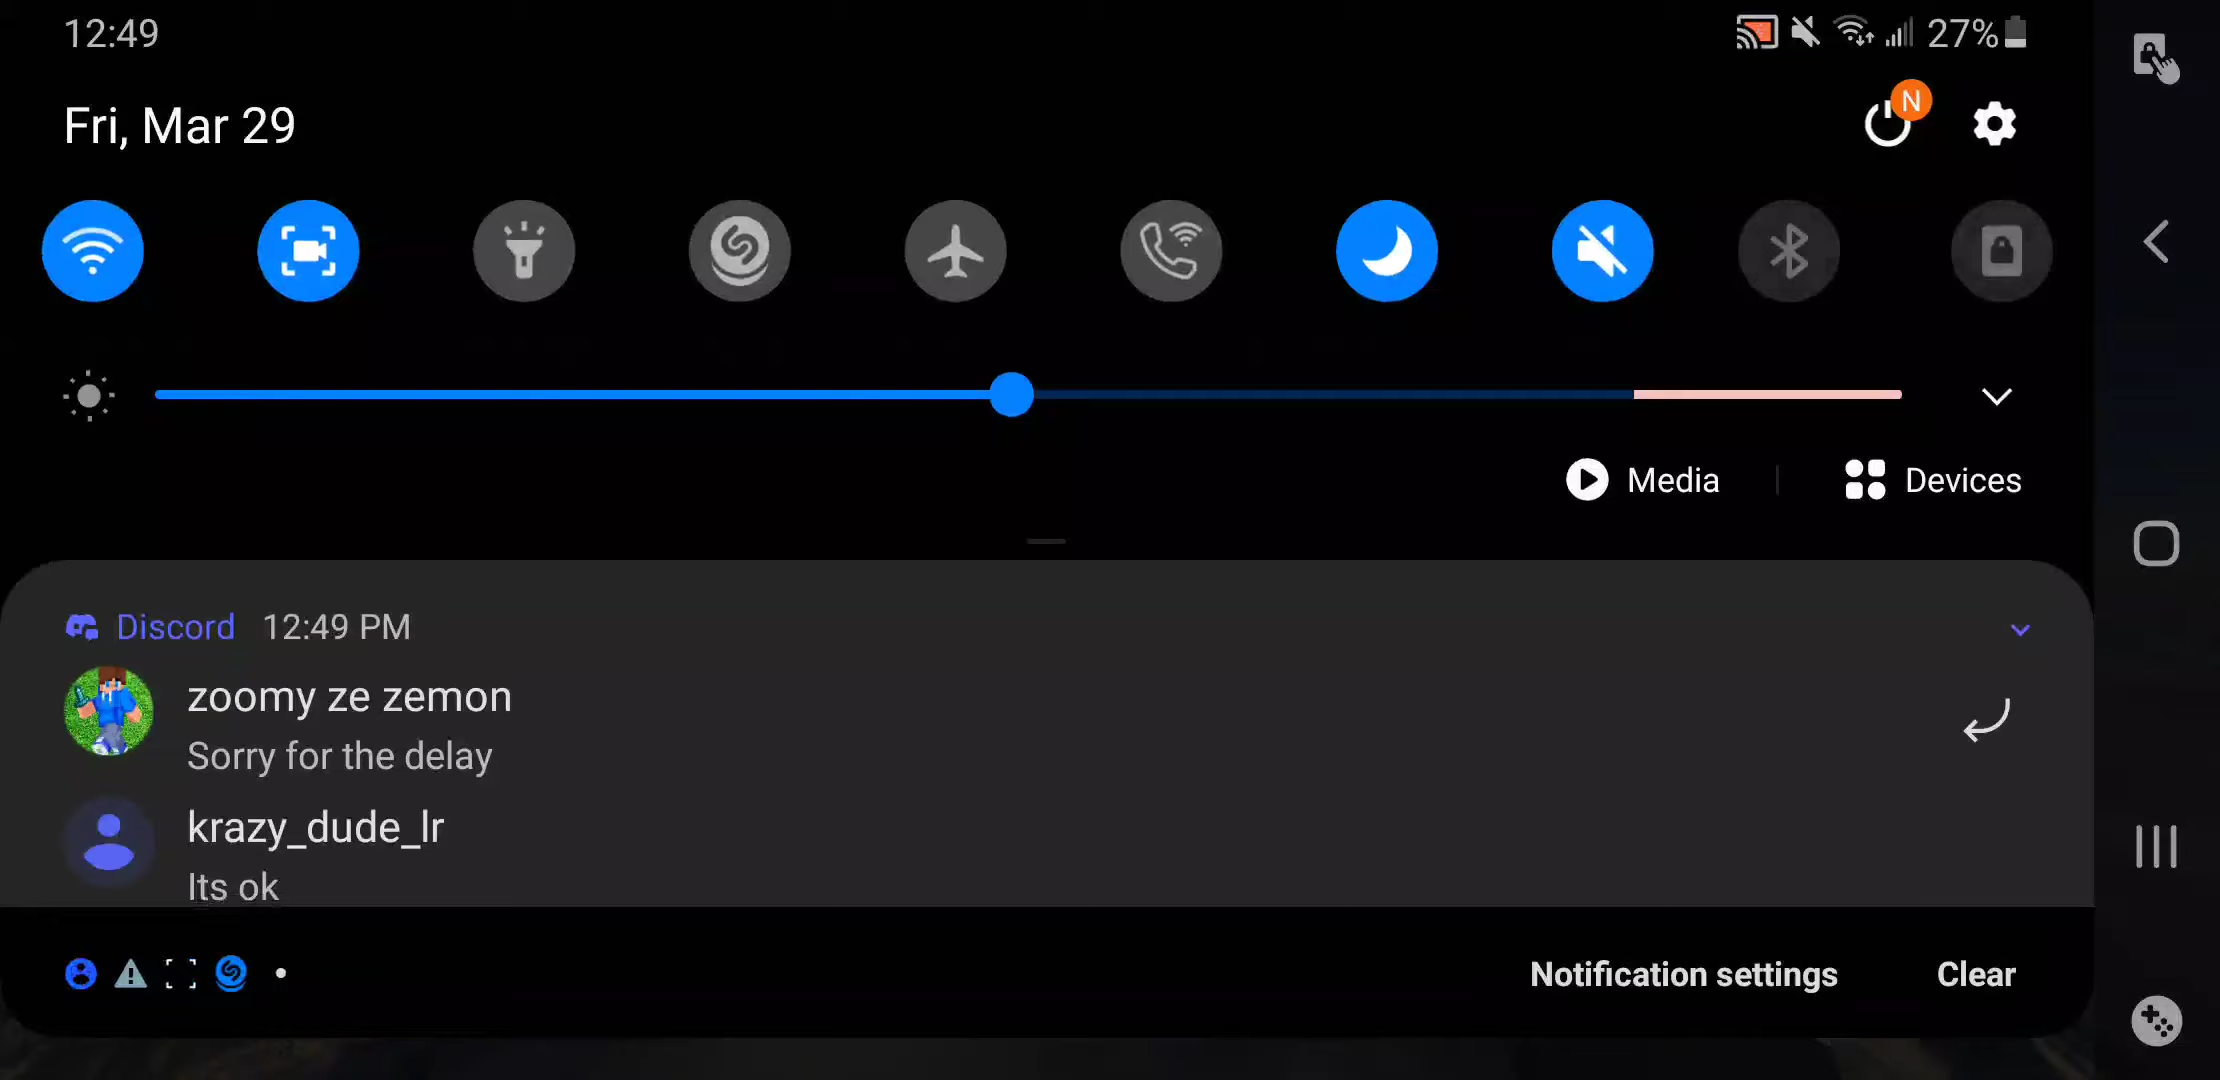 12:49
27%
Fri, Mar 29
N
Media
Devices
Discord 12:49 PM
zoomy ze zemon
Sorry for the delay
krazy_dude_lr
Its ok
Notification settings
Clear